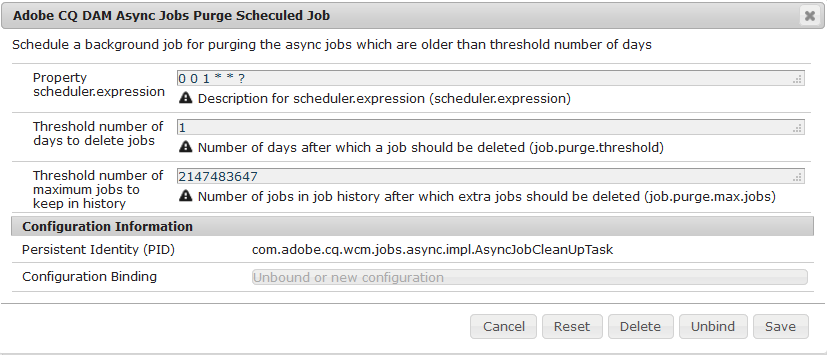 Adobe CQ DAM Async Jobs Purge Scheculed Job
Schedule a background job for purging the async jobs which are older than threshold number of days
Property
scheduler.expression
0 0 1 * * ?
Description for scheduler.expression (scheduler.expression)
Threshold number of
days to delete jobs
1
Number of days after which a job should be deleted (job.purge.threshold)
Threshold number of
maximum jobs to
keep in history
2147483647
Number of jobs in job history after which extra jobs should be deleted (job.purge.max.jobs)
Configuration Information
Persistent Identity (PID)
com.adobe.cq.wcm.jobs.async.impl.AsyncJobCleanUpTask
Configuration Binding
Unbound or new configuration
Cancel
Reset
Delete
Unbind
Save